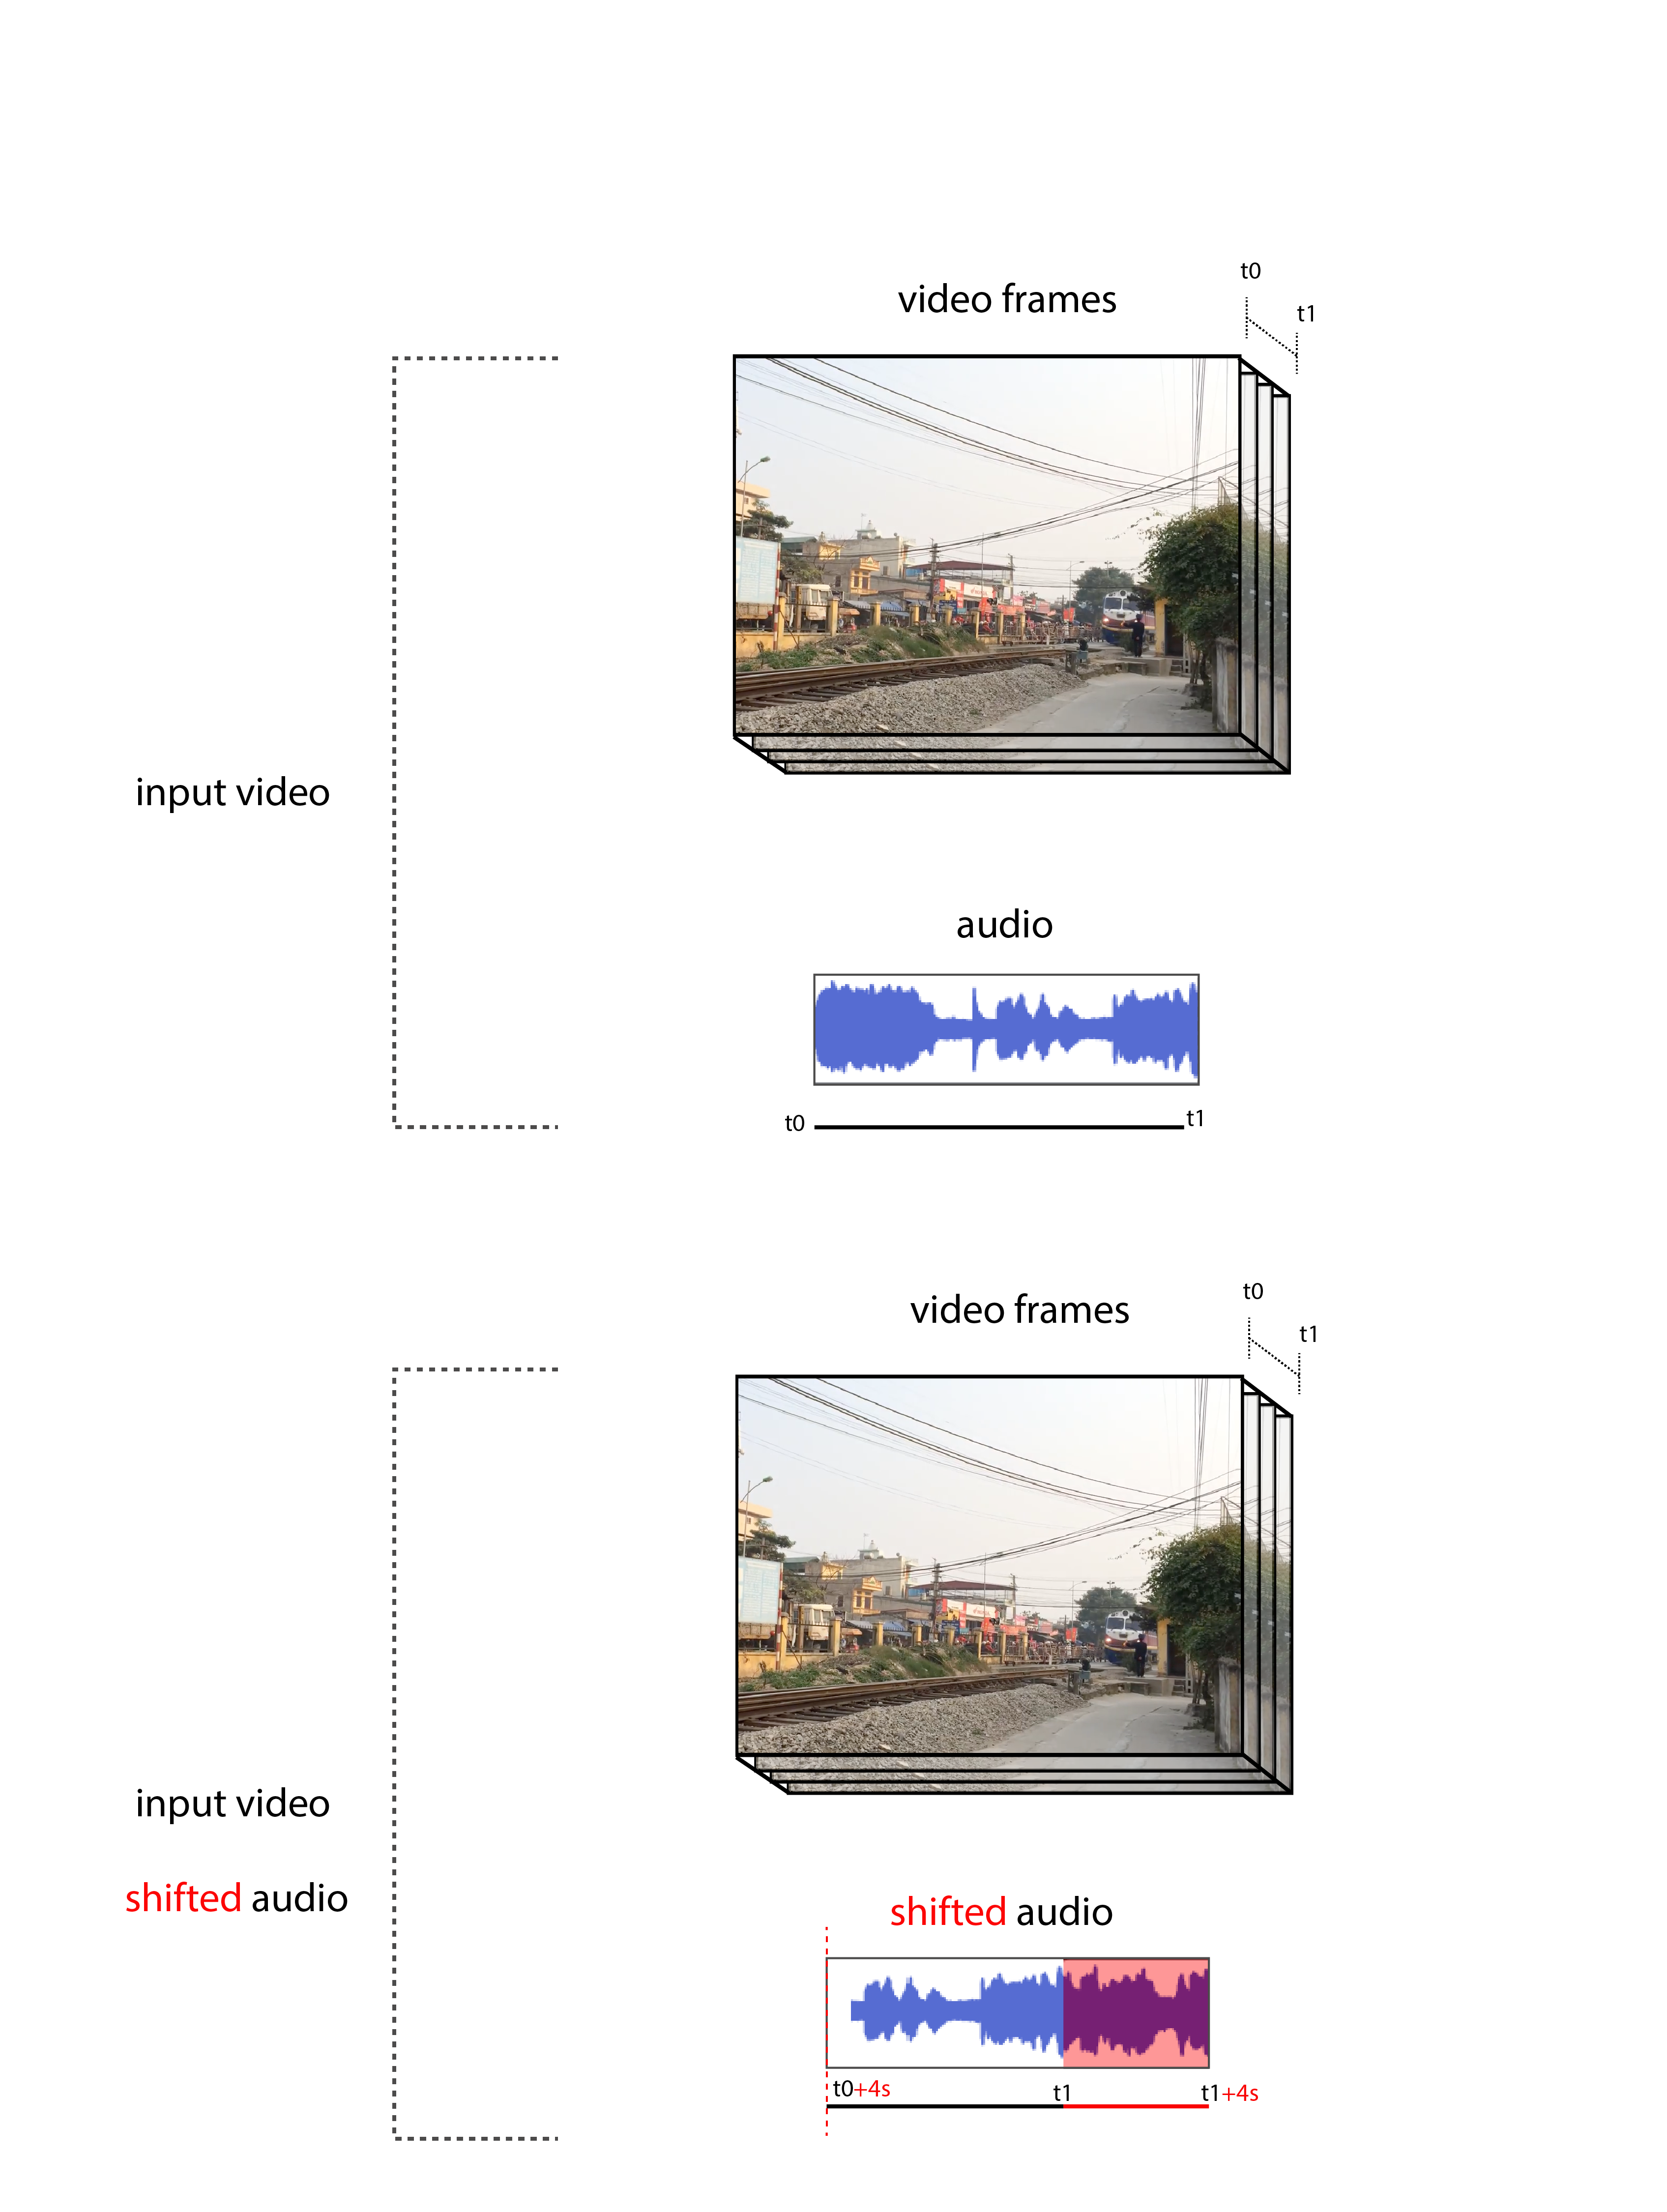 t0
video frames
t1
input video
audio
t0
t1
t0
video frames
t1
input video
shifted audio
shifted audio
t0+4s
t1
t1+4s